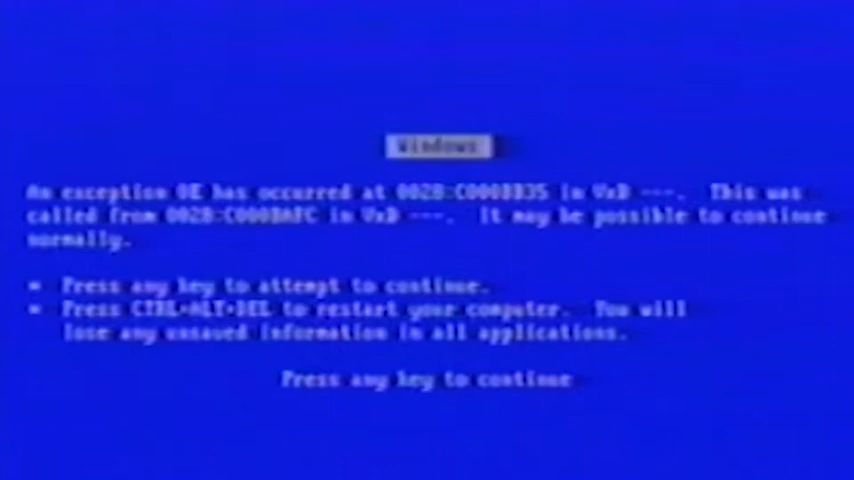 Windows
An exception 0E has occurred at 0028: in VxD ---. This was
called from 0028: in VxD ---. It may be possible to continue
normally.
* Press any key to attempt to continue.
* Press CTRL+ALT+DEL to restart your computer. You will
lose any unsaved information in all applications.
Press any key to continue